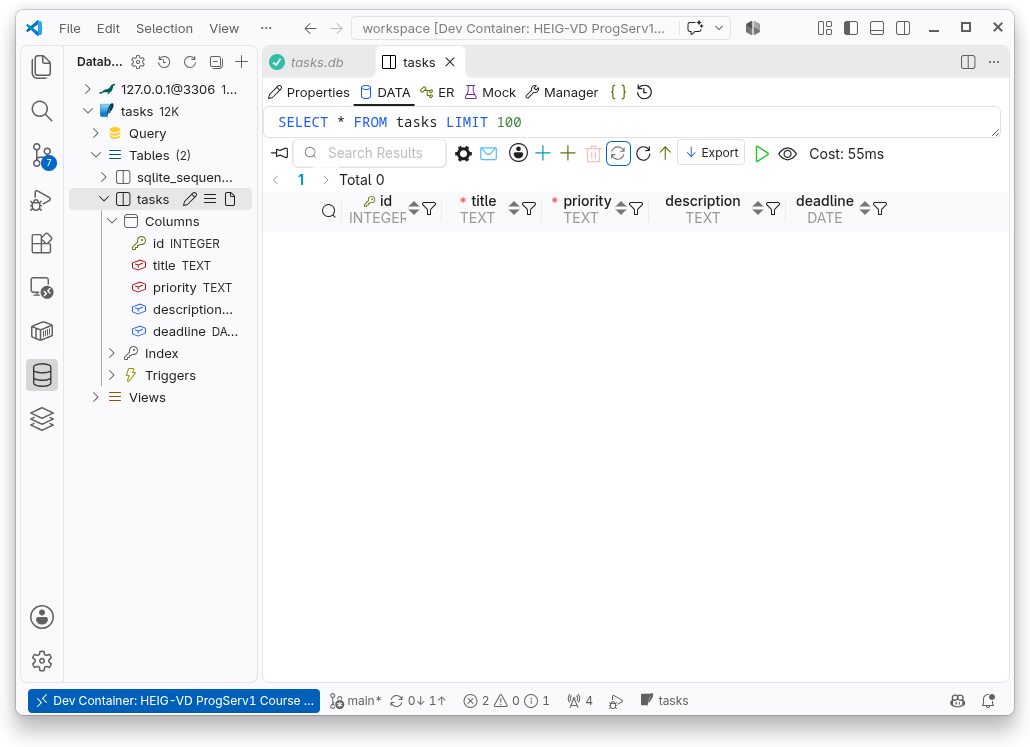 File Edit Selection View ··· workspace [Dev Container: HEIG-VD ProgServ1...
Datab...
tasks.db
tasks
127.0.0.1@3306 1...
tasks 12K
Query
Tables (2)
sqlite_sequen...
tasks
Columns
id INTEGER
title TEXT
priority TEXT
description...
deadline DA...
Index
Triggers
Views
7
Properties DATA ER Mock Manager { }
SELECT * FROM tasks LIMIT 100
Search Results Export Cost: 55ms
1 Total 0
id * title * priority description deadline
INTEGER TEXT TEXT TEXT DATE
Dev Container: HEIG-VD ProgServ1 Course ... main* 0↓ 1↑ 2 0 1 4 tasks